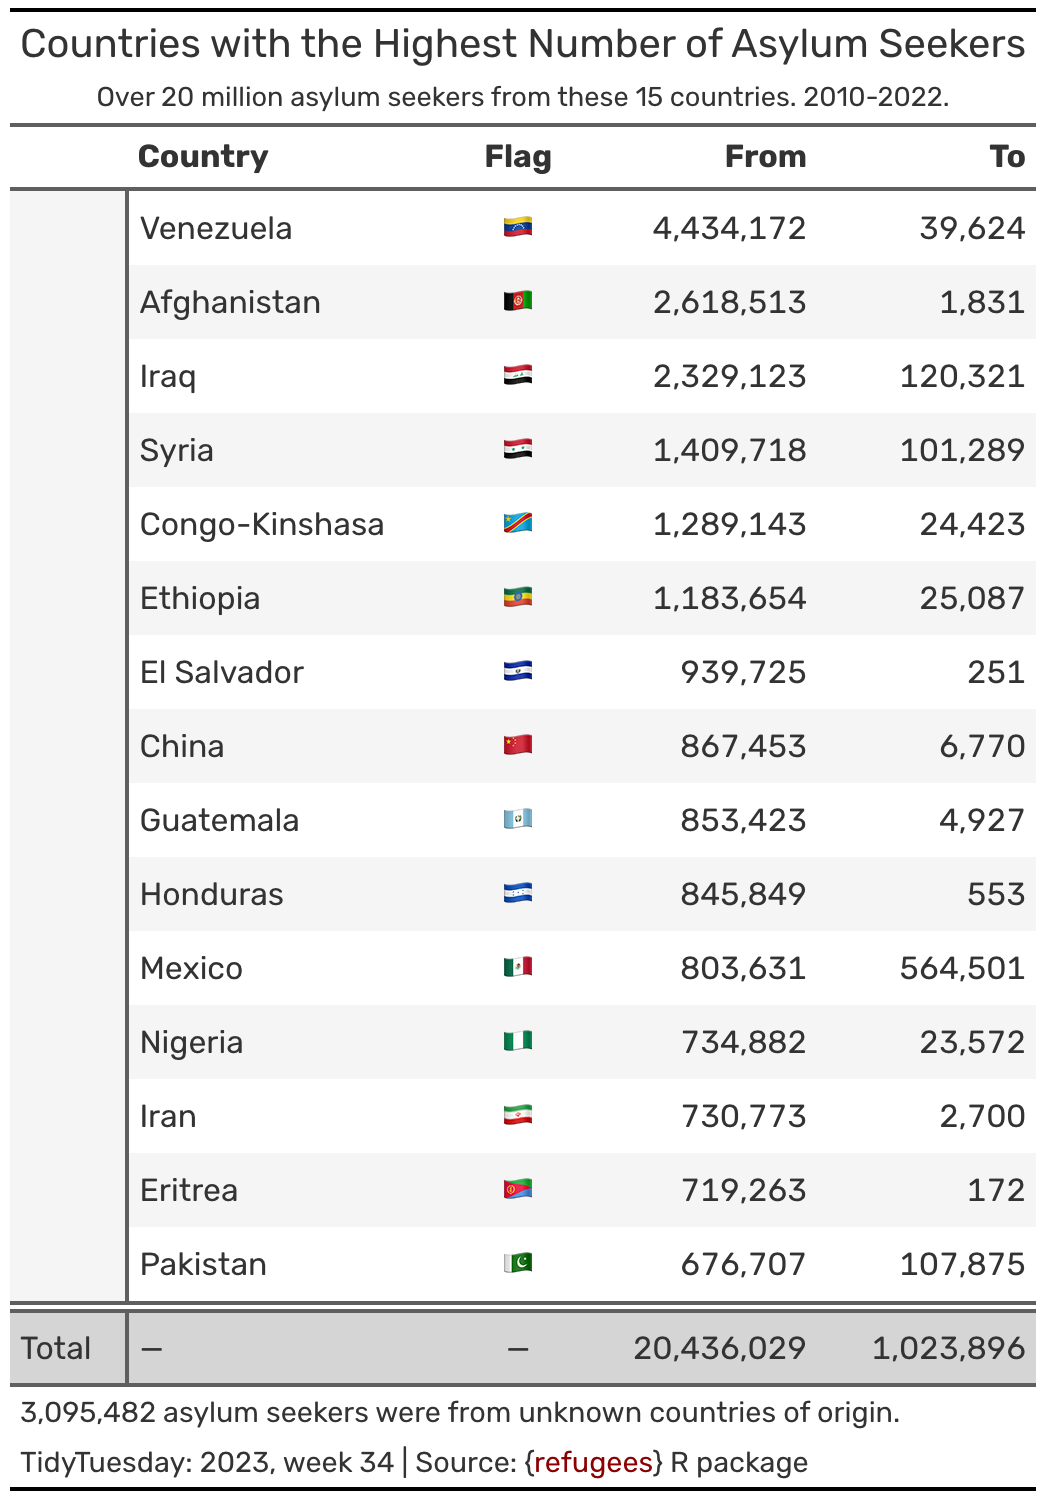 Countries with the Highest Number of Asylum Seekers
Over 20 million asylum seekers from these 15 countries. 2010-2022.
Country Flag From To
Venezuela 4,434,172 39,624
Afghanistan 2,618,513 1,831
Iraq 2,329,123 120,321
Syria 1,409,718 101,289
Congo-Kinshasa 1,289,143 24,423
Ethiopia 1,183,654 25,087
El Salvador 939,725 251
China 867,453 6,770
Guatemala 853,423 4,927
Honduras 845,849 553
Mexico 803,631 564,501
Nigeria 734,882 23,572
Iran 730,773 2,700
Eritrea 719,263 172
Pakistan 676,707 107,875
Total — — 20,436,029 1,023,896
3,095,482 asylum seekers were from unknown countries of origin.
TidyTuesday: 2023, week 34 | Source: {refugees} R package